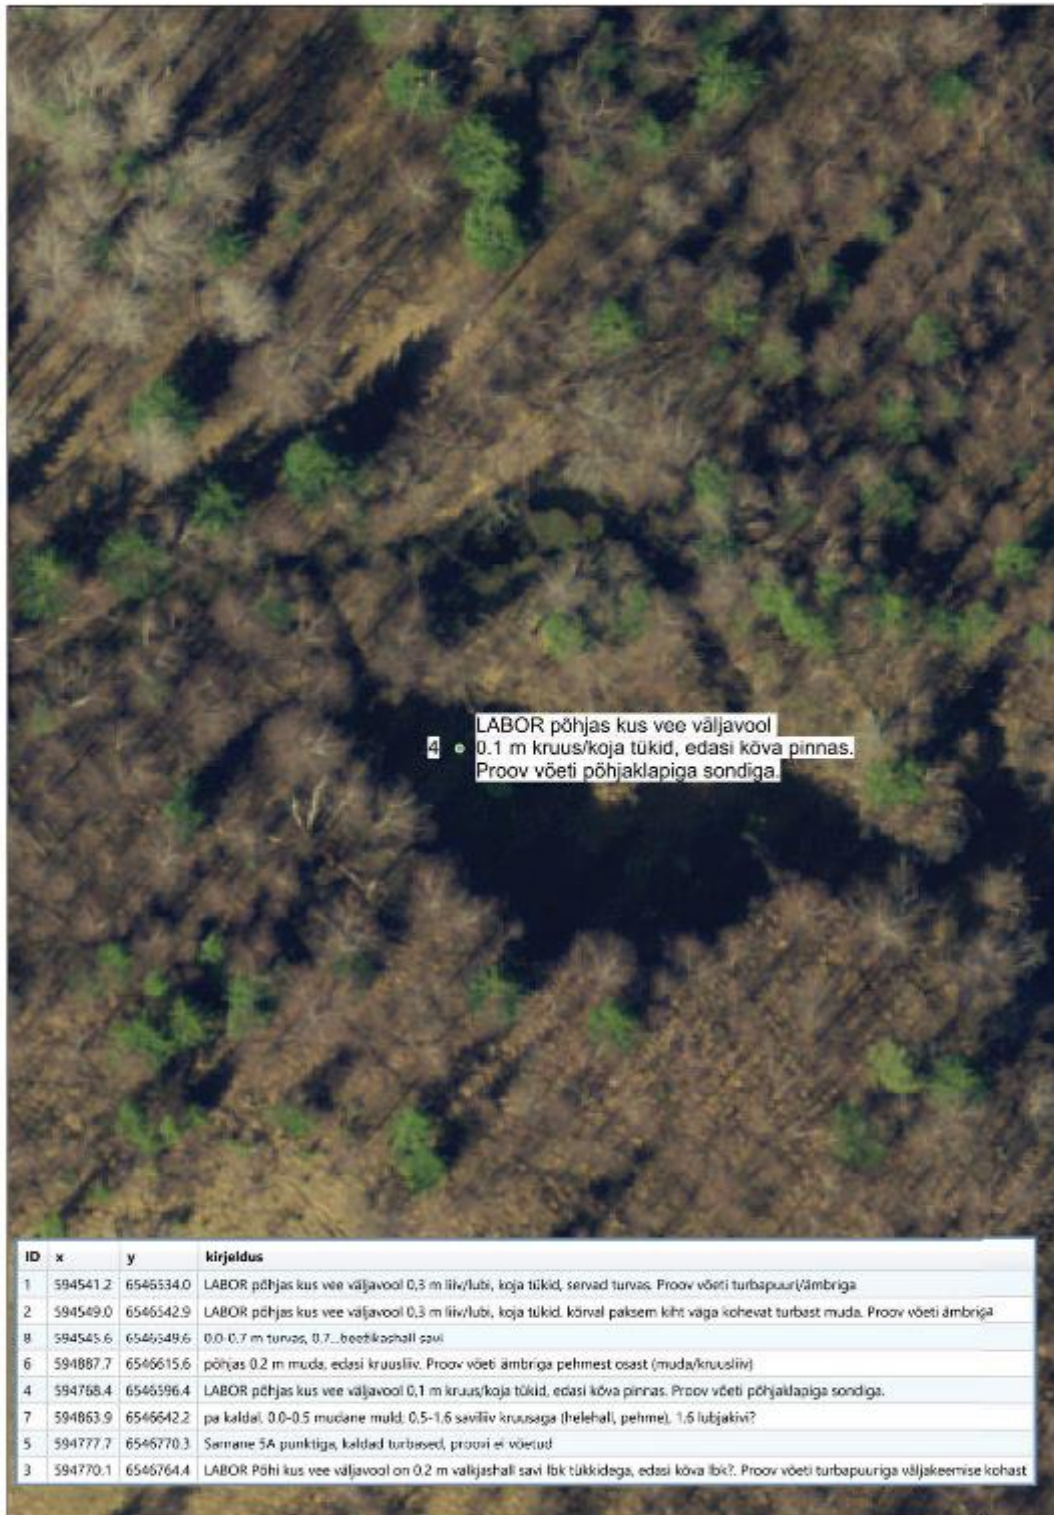 LABOR põhjas kus vee väljavool
4 0.1 m kruus/koja tükid, edasi kõva pinnas.
Proov võeti põhjaklapiga sondiga.
ID x y kirjeldus
1 594541.2 6546534.0 LABOR põhjas kus vee väljavool 0,3 m liiv/lubi, koja tükid, servad turvas. Proov võeti turbapuuri/ämbriga
2 594549.0 6546542.9 LABOR põhjas kus vee väljavool 0,3 m liiv/lubi, koja tükid. kõrval paksem kiht väga kohevat turbast muda. Proov võeti ämbriga
8 594545.6 6546549.6 0.0-0.7 m turvas, 0.7...beežikashall savi
6 594887.7 6546615.6 põhjas 0.2 m muda, edasi kruusliiv. Proov võeti ämbriga pehmest osast (muda/kruusliiv)
4 594768.4 6546596.4 LABOR põhjas kus vee väljavool 0,1 m kruus/koja tükid, edasi kõva pinnas. Proov võeti põhjaklapiga sondiga.
7 594863.9 6546642.2 pa kaldal. 0.0-0.5 mudane muld; 0.5-1.6 saviliiv kruusaga (helehall, pehme), 1.6 lubjakivi?
5 594777.7 6546770.3 Samane 5A punktiga, kaldad turbased, proovi ei võetud
3 594770.1 6546764.4 LABOR Põhi kus vee väljavool on 0.2 m valkjashall savi lbk tükkidega, edasi kõva lbk?. Proov võeti turbapuuriga väljakeemise kohast